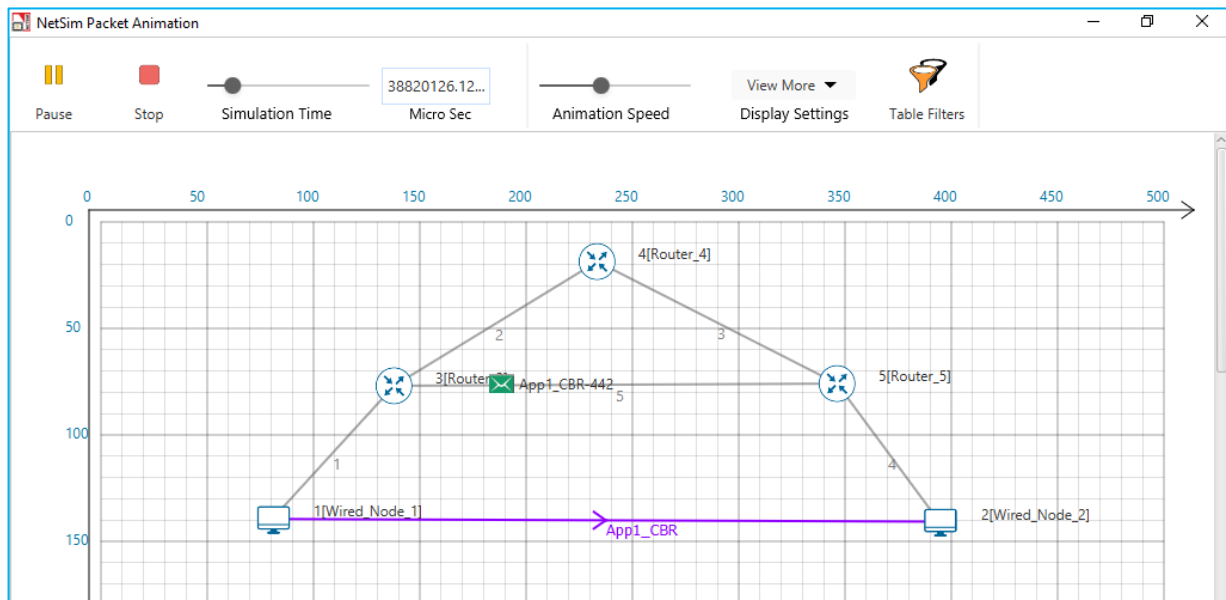 NetSim Packet Animation
38820126.12...
View More
Pause
Stop
Simulation Time
Micro Sec
Animation Speed
Display Settings
Table Filters
0 50 100 150 200 250 300 350 400 450 500
0
4[Router_4]
50
2
3
3[Router
App1_CBR-442
5
5[Router_5]
100
1
4
1[Wired_Node_1]
2[Wired_Node_2]
App1_CBR
150